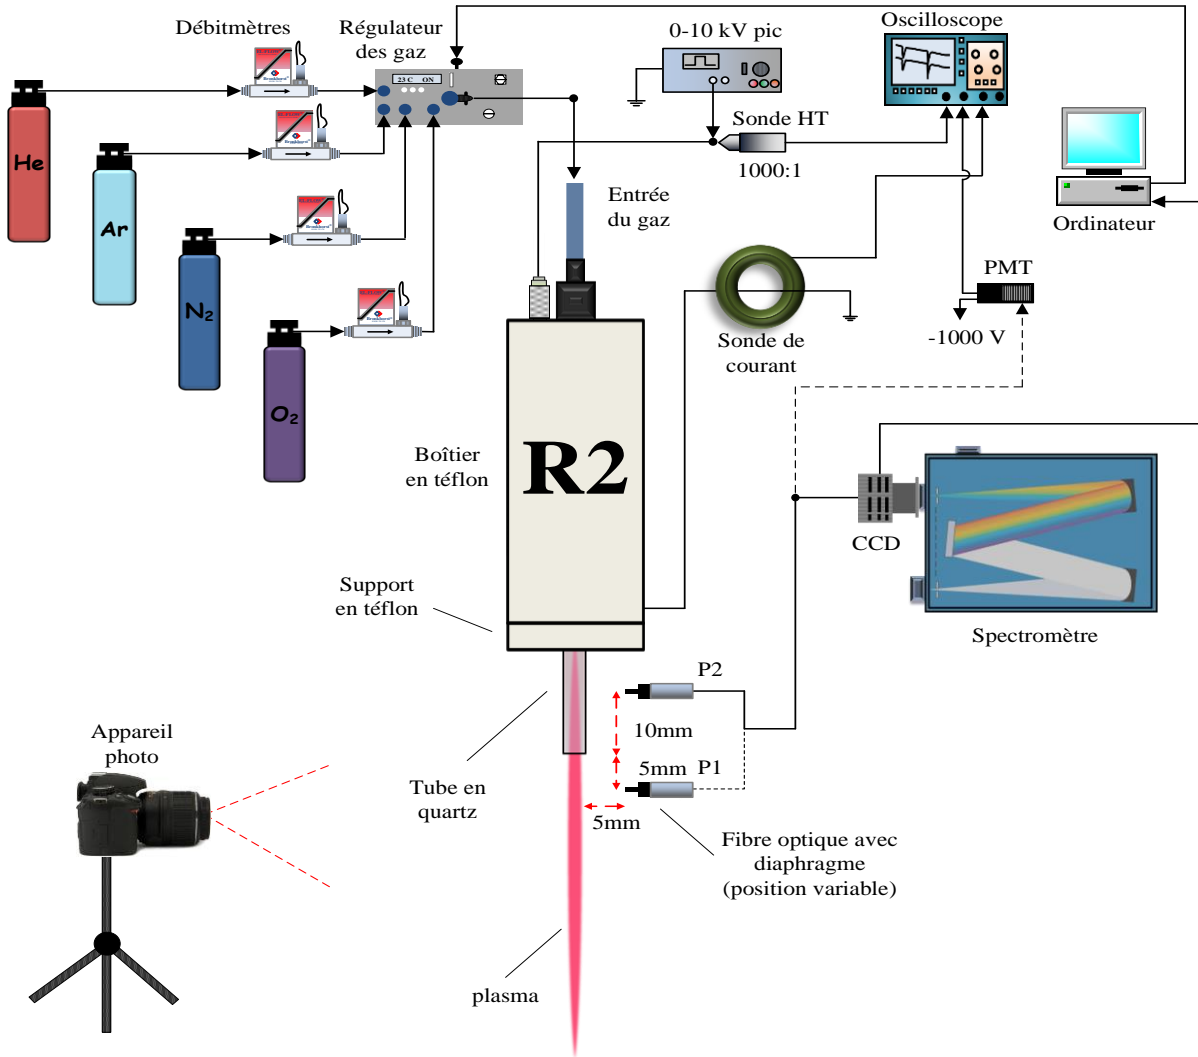 Débitmètres
Régulateur
des gaz
0-10 kV pic
Oscilloscope
23 C ON
He
Sonde HT
1000:1
Ar
Entrée
du gaz
Ordinateur
N2
PMT
-1000 V
Sonde de
courant
O2
Boîtier
en téflon
R2
CCD
Support
en téflon
Spectromètre
P2
10mm
Appareil
photo
5mm
P1
Tube en
quartz
5mm
Fibre optique avec
diaphragme
(position variable)
plasma